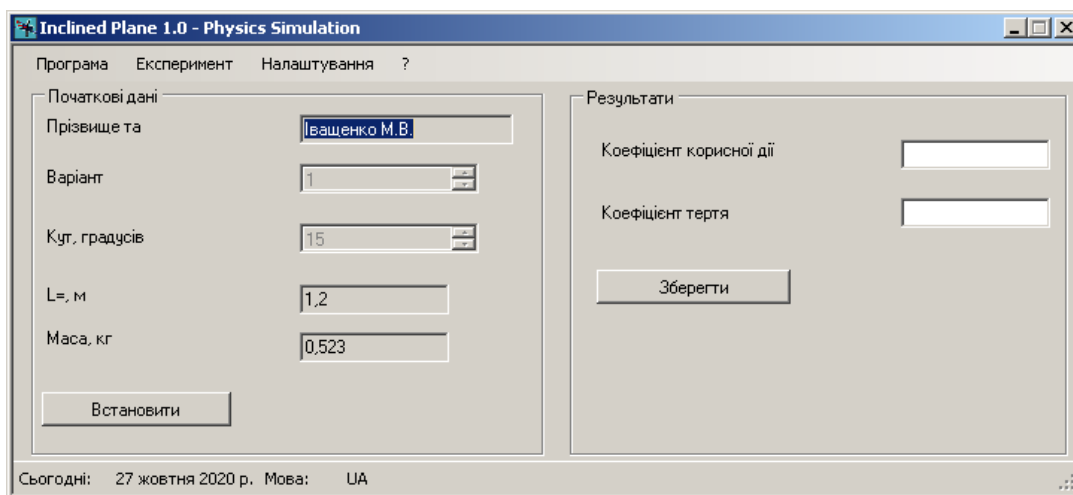 Inclined Plane 1.0 - Physics Simulation
Програма Експеримент Налаштування ?
Початкові дані
Прізвище та
Іващенко М.В.
Варіант
1
Кут, градусів
15
L=, м
1,2
Маса, кг
0,523
Встановити
Результати
Коефіцієнт корисної дії
Коефіцієнт тертя
Зберегти
Сьогодні: 27 жовтня 2020 р. Мова: UA